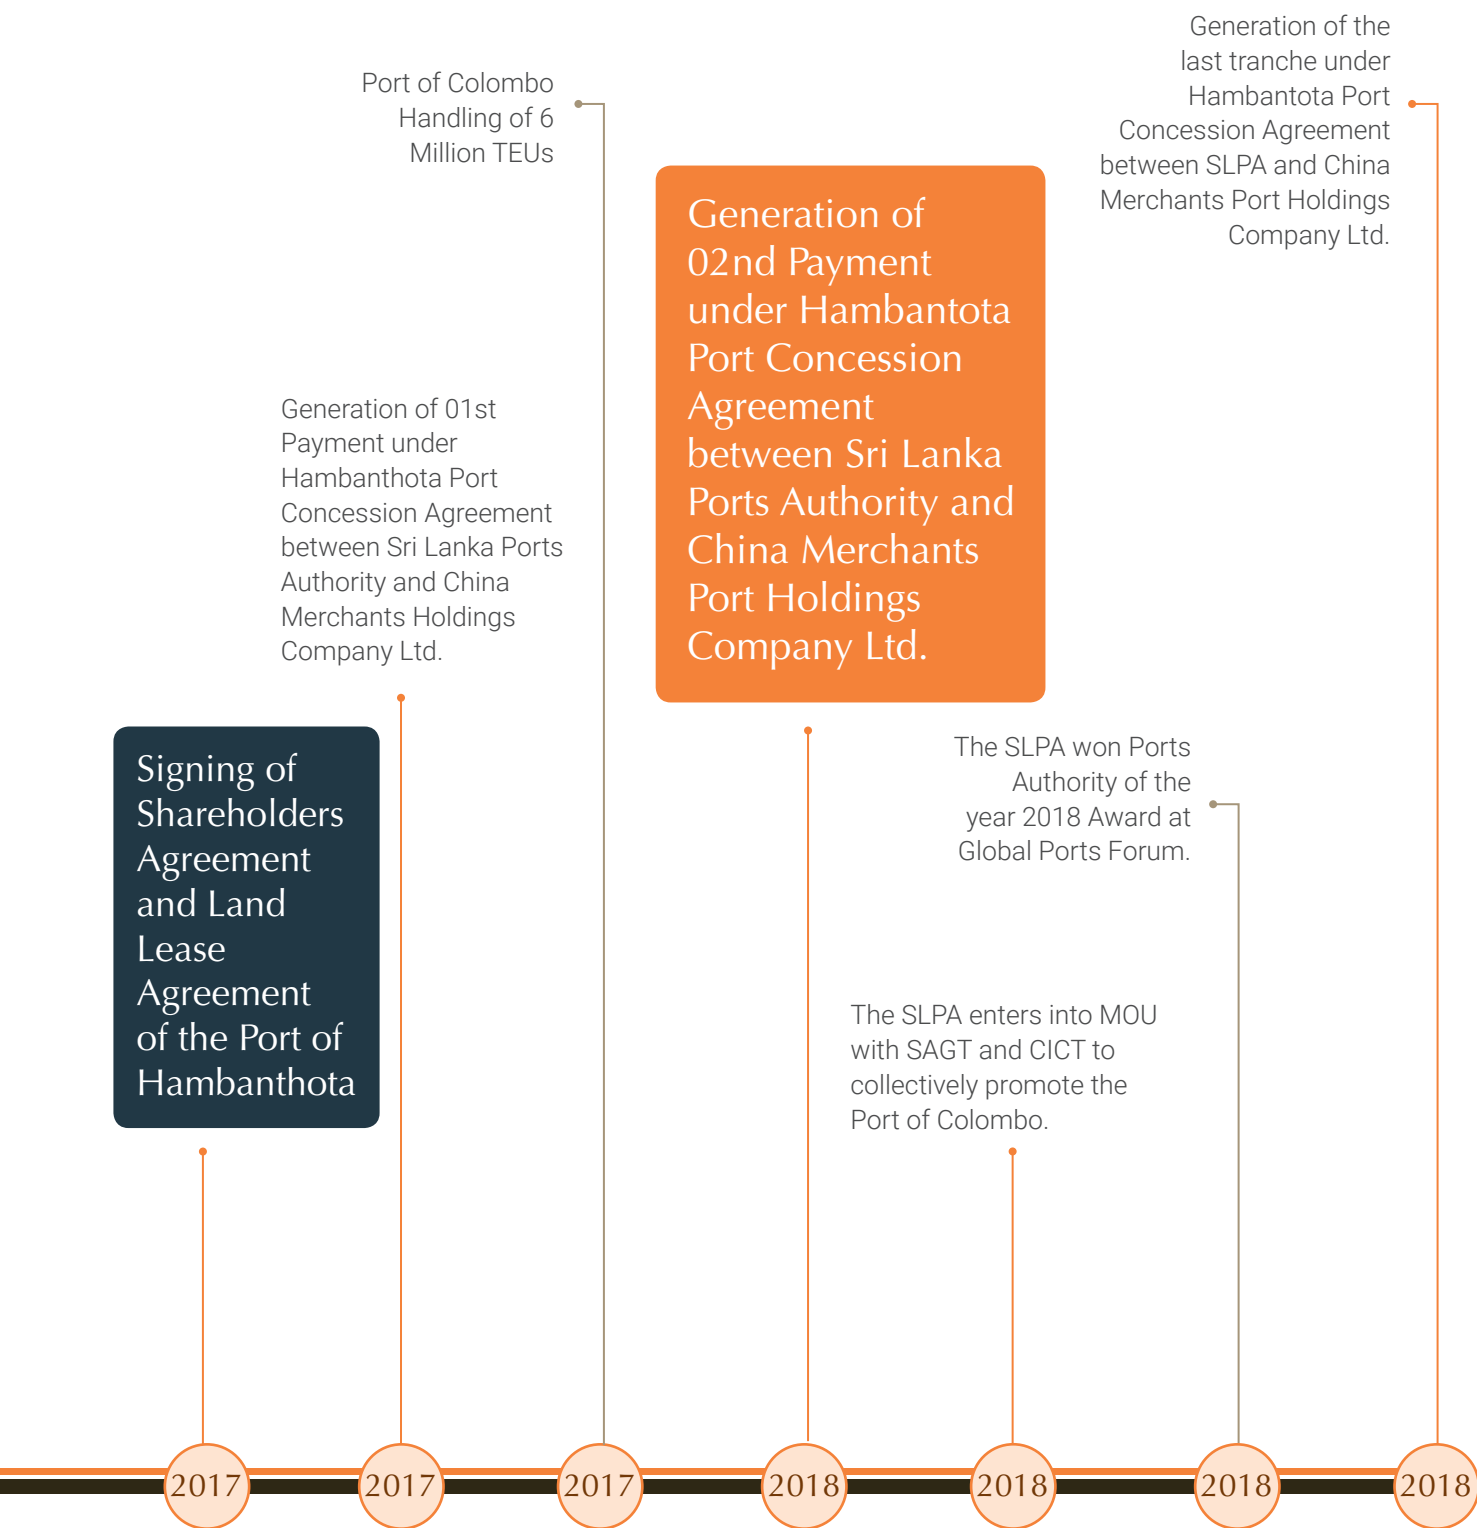 Signing of
Shareholders
Agreement
and Land
Lease
Agreement
of the Port of
Hambanthota
Generation of 01st
Payment under
Hambanthota Port
Concession Agreement
between Sri Lanka Ports
Authority and China
Merchants Holdings
Company Ltd.
Port of Colombo
Handling of 6
Million TEUs
Generation of
02nd Payment
under Hambantota
Port Concession
Agreement
between Sri Lanka
Ports Authority and
China Merchants
Port Holdings
Company Ltd.
The SLPA enters into MOU
with SAGT and CICT to
collectively promote the
Port of Colombo.
The SLPA won Ports
Authority of the
year 2018 Award at
Global Ports Forum.
Generation of the
last tranche under
Hambantota Port
Concession Agreement
between SLPA and China
Merchants Port Holdings
Company Ltd.
2017
2017
2017
2018
2018
2018
2018